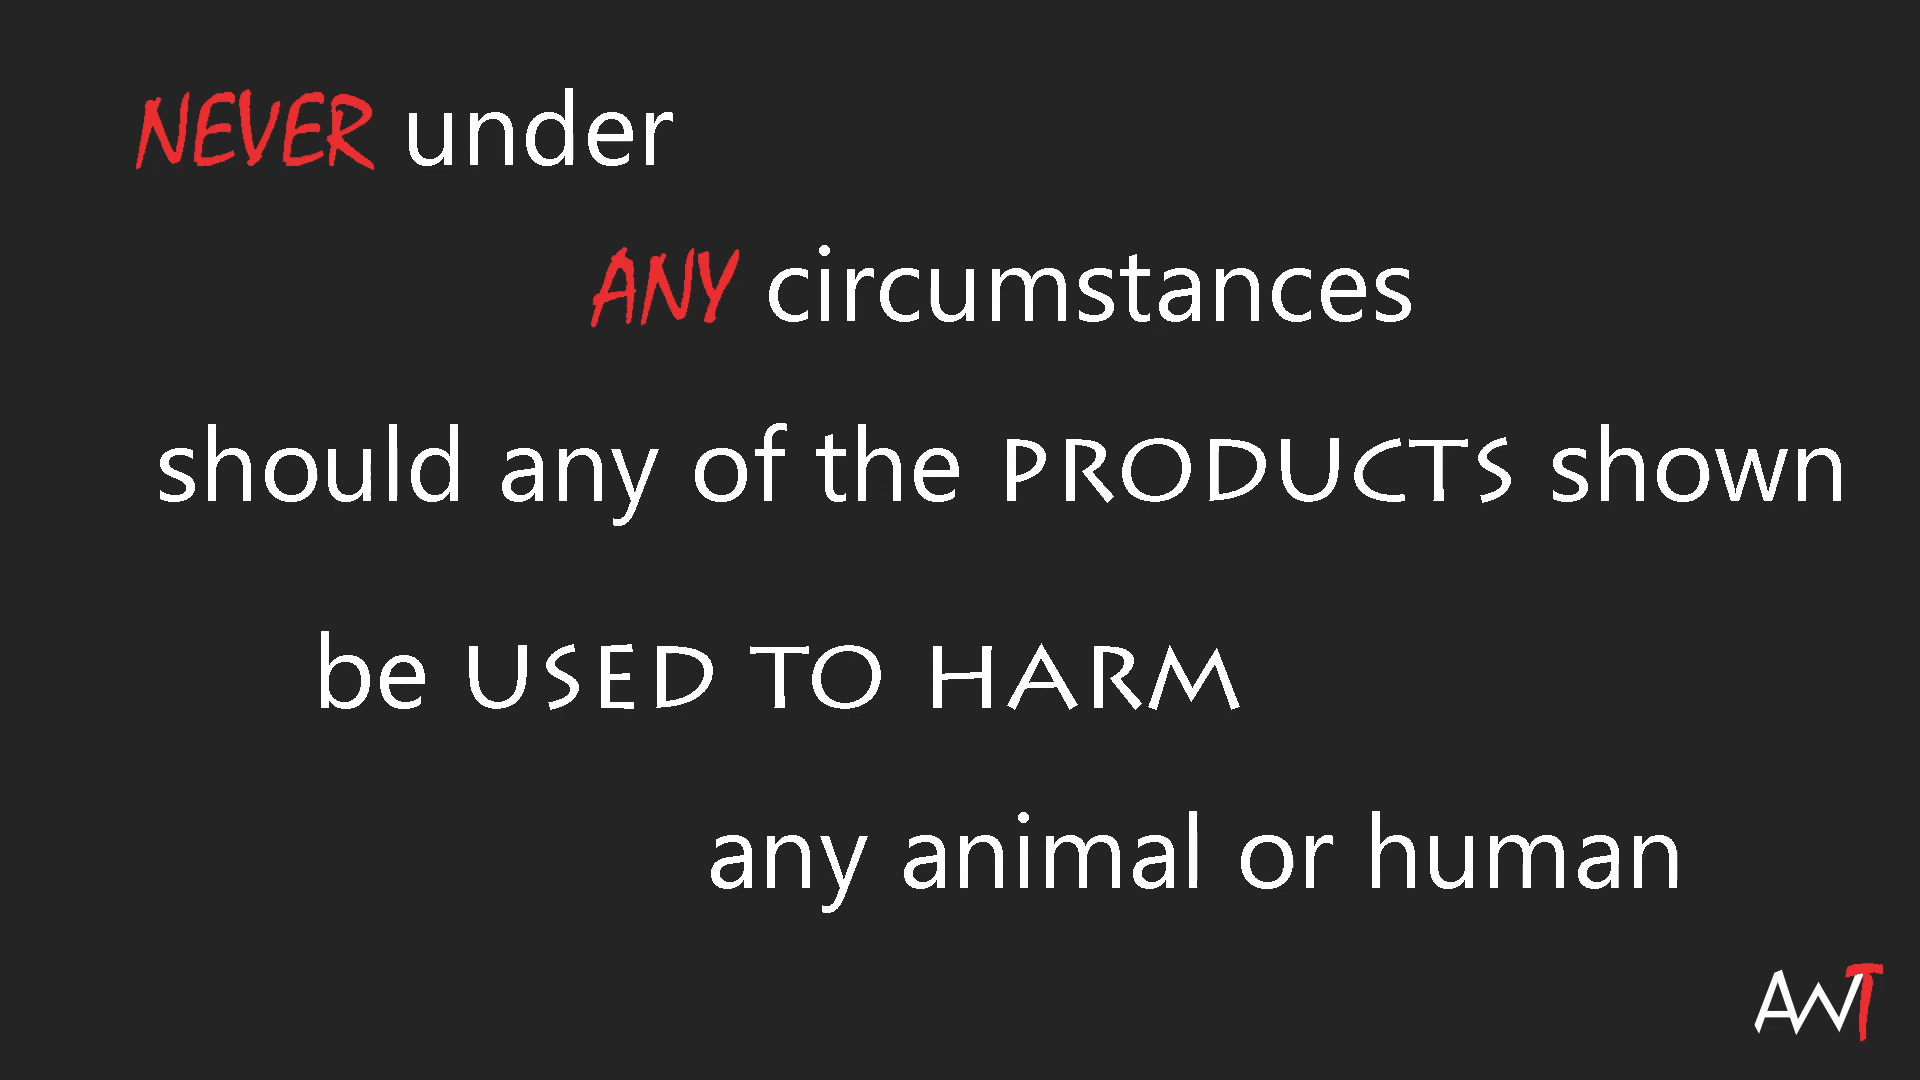 NEVER under
ANY circumstances
should any of the PRODUCTS shown
be USED TO HARM
any animal or human
AWT